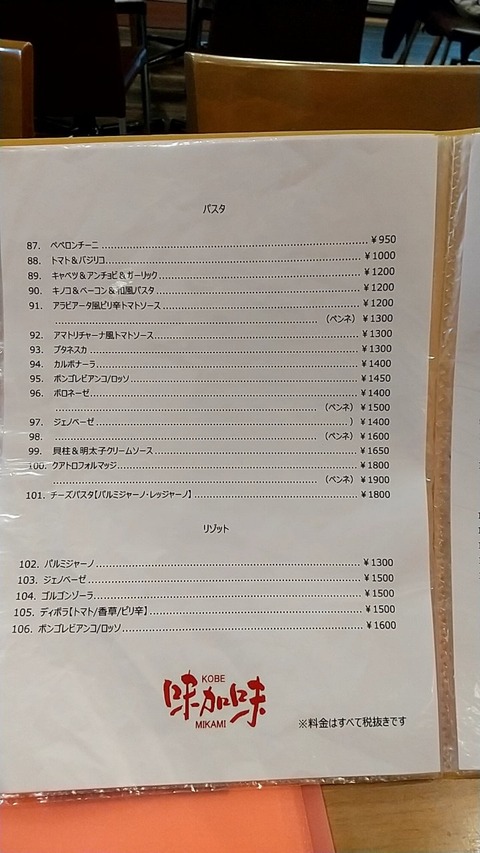 パスタ
87. ペペロンチーニ ¥950
88. トマト&バジリコ ¥1000
89. キャベツ&アンチョビ&ガーリック ¥1200
90. キノコ&ベーコン&和風パスタ ¥1200
91. アラビアータ風ピリ辛トマトソース ¥1200
(ペンネ) ¥1300
92. アマトリチャーナ風トマトソース ¥1300
93. プタネスカ ¥1300
94. カルボナーラ ¥1400
95. ボンゴレビアンコ/ロッソ ¥1450
96. ボロネーゼ ¥1400
(ペンネ) ¥1500
97. ジェノベーゼ ) ¥1400
98. (ペンネ) ¥1600
99. 貝柱&明太子クリームソース ¥1650
100. クアトロフォルマッジ ¥1800
(ペンネ) ¥1900
101. チーズパスタ【パルミジャーノ・レッジャーノ】 ¥1800
リゾット
102. パルミジャーノ ¥1300
103. ジェノベーゼ ¥1500
104. ゴルゴンゾーラ ¥1500
105. ディボラ【トマト/香草/ピリ辛】 ¥1500
106. ボンゴレビアンコ/ロッソ ¥1600
KOBE
味加味
MIKAMI
※料金はすべて税抜きです